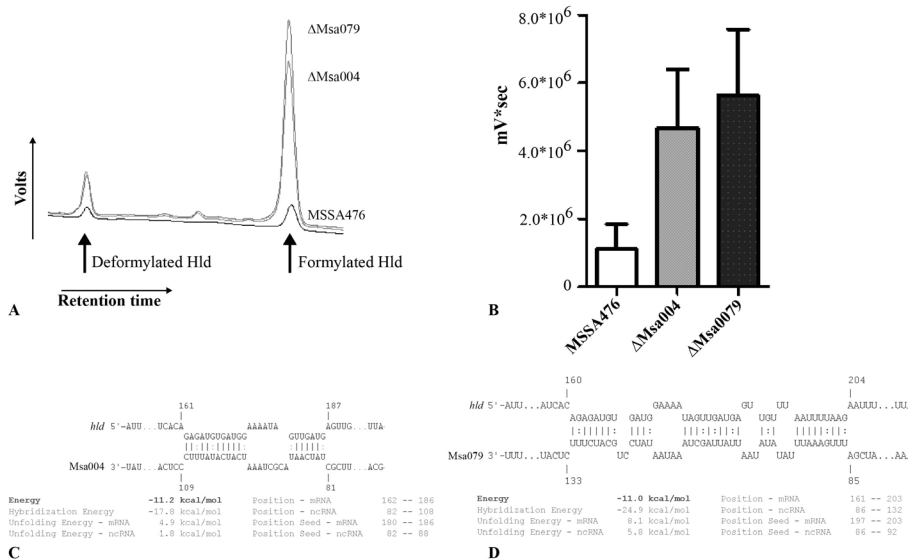 ΔMsa079
ΔMsa004
MSSA476
Volts
Deformylated Hld
Formylated Hld
Retention time
A
8.0*10⁶
6.0*10⁶
4.0*10⁶
2.0*10⁶
0
mV*sec
MSSA476
ΔMsa004
ΔMsa0079
B
161 187
hld 5'-AUU...UCACA AAAAUA AGUUG...UUA-
GAGAUGUGAUGG GUUGAUG
CUUUAUACUACU UAACUAU
Msa004 3'-UAU...ACUCC AAAUCGCA CGCUU...ACG-
109 81
Energy -11.2 kcal/mol Position - mRNA 162 -- 186
Hybridization Energy -17.8 kcal/mol Position - ncRNA 82 -- 108
Unfolding Energy - mRNA 4.9 kcal/mol Position Seed - mRNA 180 -- 186
Unfolding Energy - ncRNA 1.8 kcal/mol Position Seed - ncRNA 82 -- 88
C
160 204
hld 5'-AUU...AUCAC GAAAA GU UU AAUUU...UU
AGAGAUGU GAUG UAGUUGAUGA UGU AAUUUUAAG
UUUCUACG CUAU AUCGAUUAUU AUA UUAAAGUUU
Msa079 3'-UUU...UACUC UC AAUAA AAU UAU AGCUA...AA
133 85
Energy -11.0 kcal/mol Position - mRNA 161 -- 203
Hybridization Energy -24.9 kcal/mol Position - ncRNA 86 -- 132
Unfolding Energy - mRNA 8.1 kcal/mol Position Seed - mRNA 197 -- 203
Unfolding Energy - ncRNA 5.8 kcal/mol Position Seed - ncRNA 86 -- 92
D